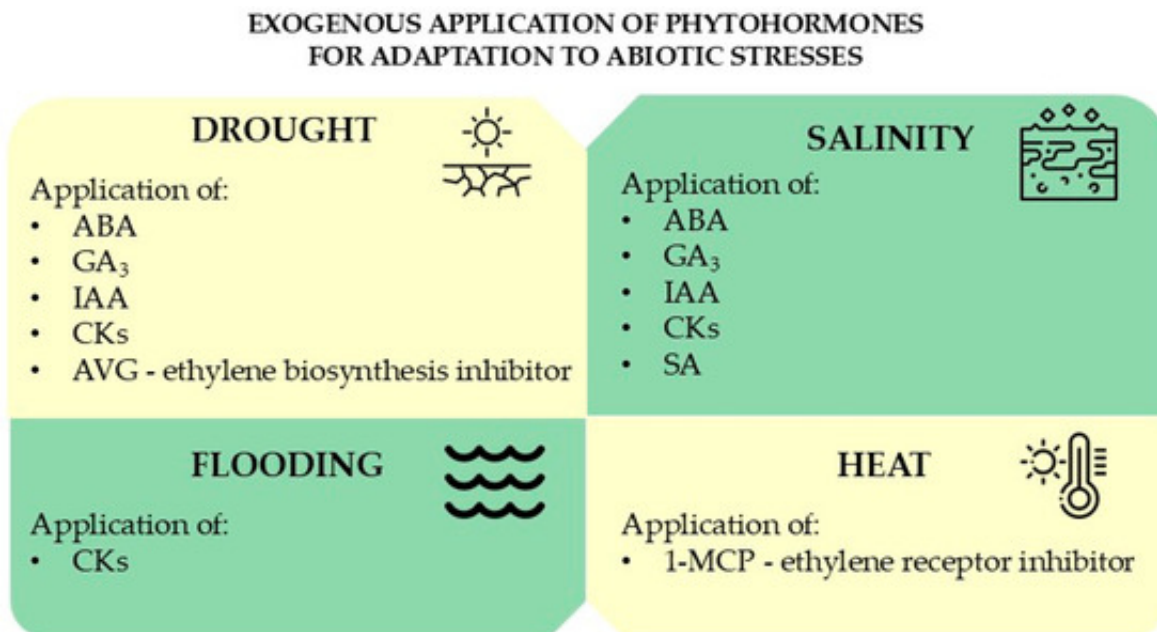 EXOGENOUS APPLICATION OF PHYTOHORMONES
FOR ADAPTATION TO ABIOTIC STRESSES
DROUGHT
Application of:
• ABA
• GA₃
• IAA
• CKs
• AVG - ethylene biosynthesis inhibitor
SALINITY
Application of:
• ABA
• GA₃
• IAA
• CKs
• SA
FLOODING
Application of:
• CKs
HEAT
Application of:
• 1-MCP - ethylene receptor inhibitor